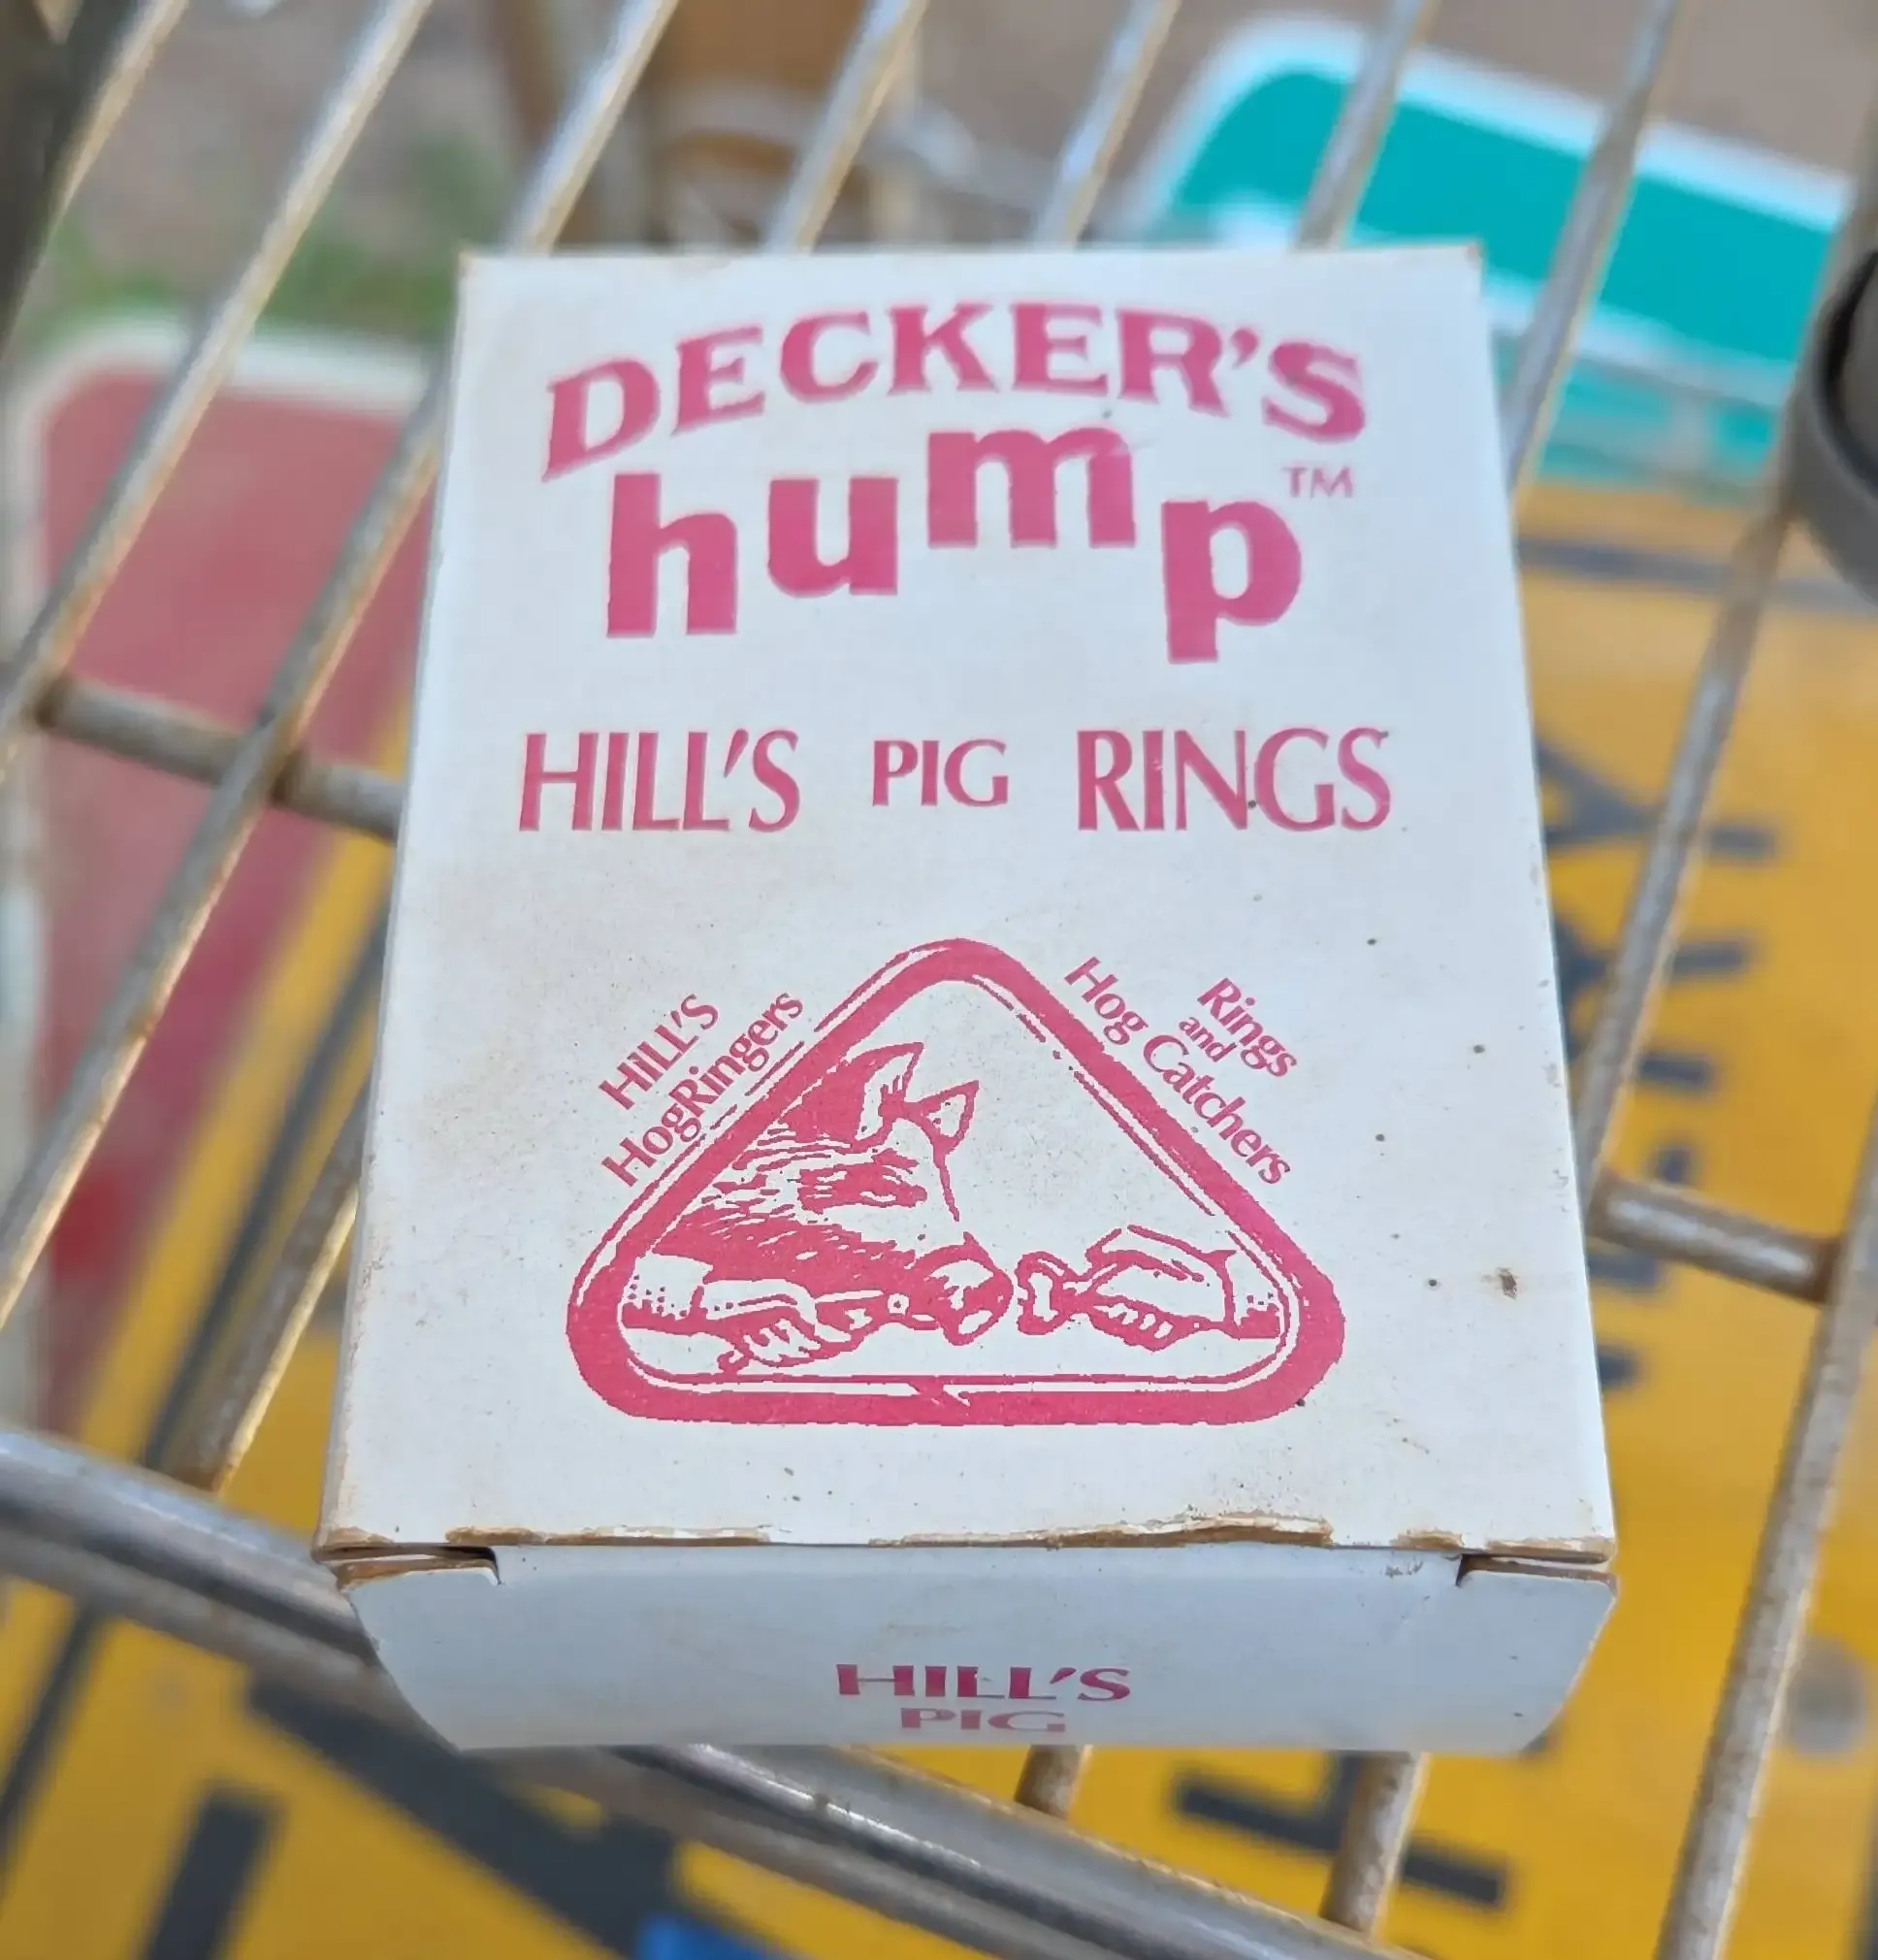 DECKER'S
hump™
HILL'S PIG RINGS
HILL'S
HogRingers
Rings
and
Hog Catchers
HILL'S
PIG